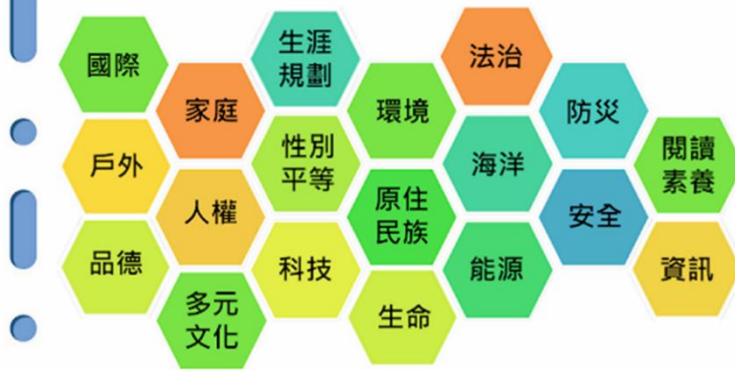 國際
戶外
品德
家庭
人權
多元
文化
生涯
規劃
性別
平等
科技
環境
原住
民族
生命
法治
海洋
能源
防災
安全
閱讀
素養
資訊